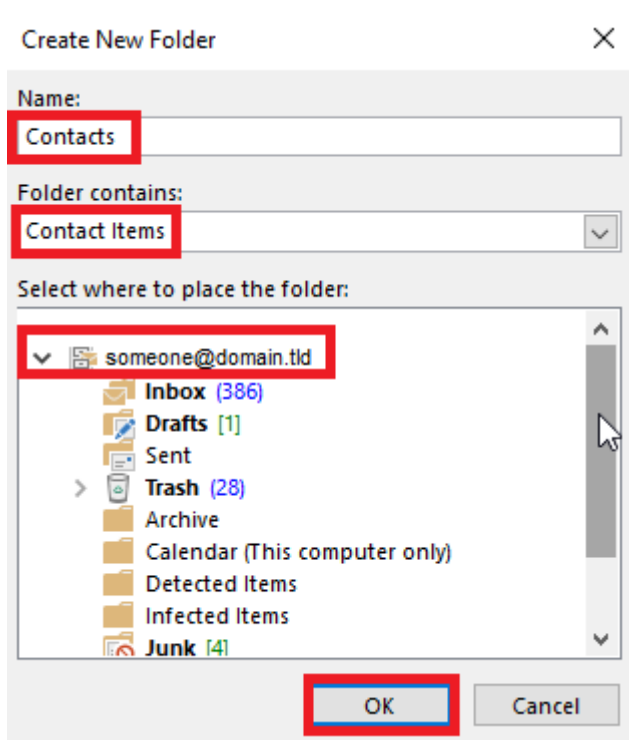 Create New Folder
Name:
Contacts
Folder contains:
Contact Items
Select where to place the folder:
someone@domain.tld
Inbox (386)
Drafts [1]
Sent
Trash (28)
Archive
Calendar (This computer only)
Detected Items
Infected Items
Junk [4]
OK Cancel